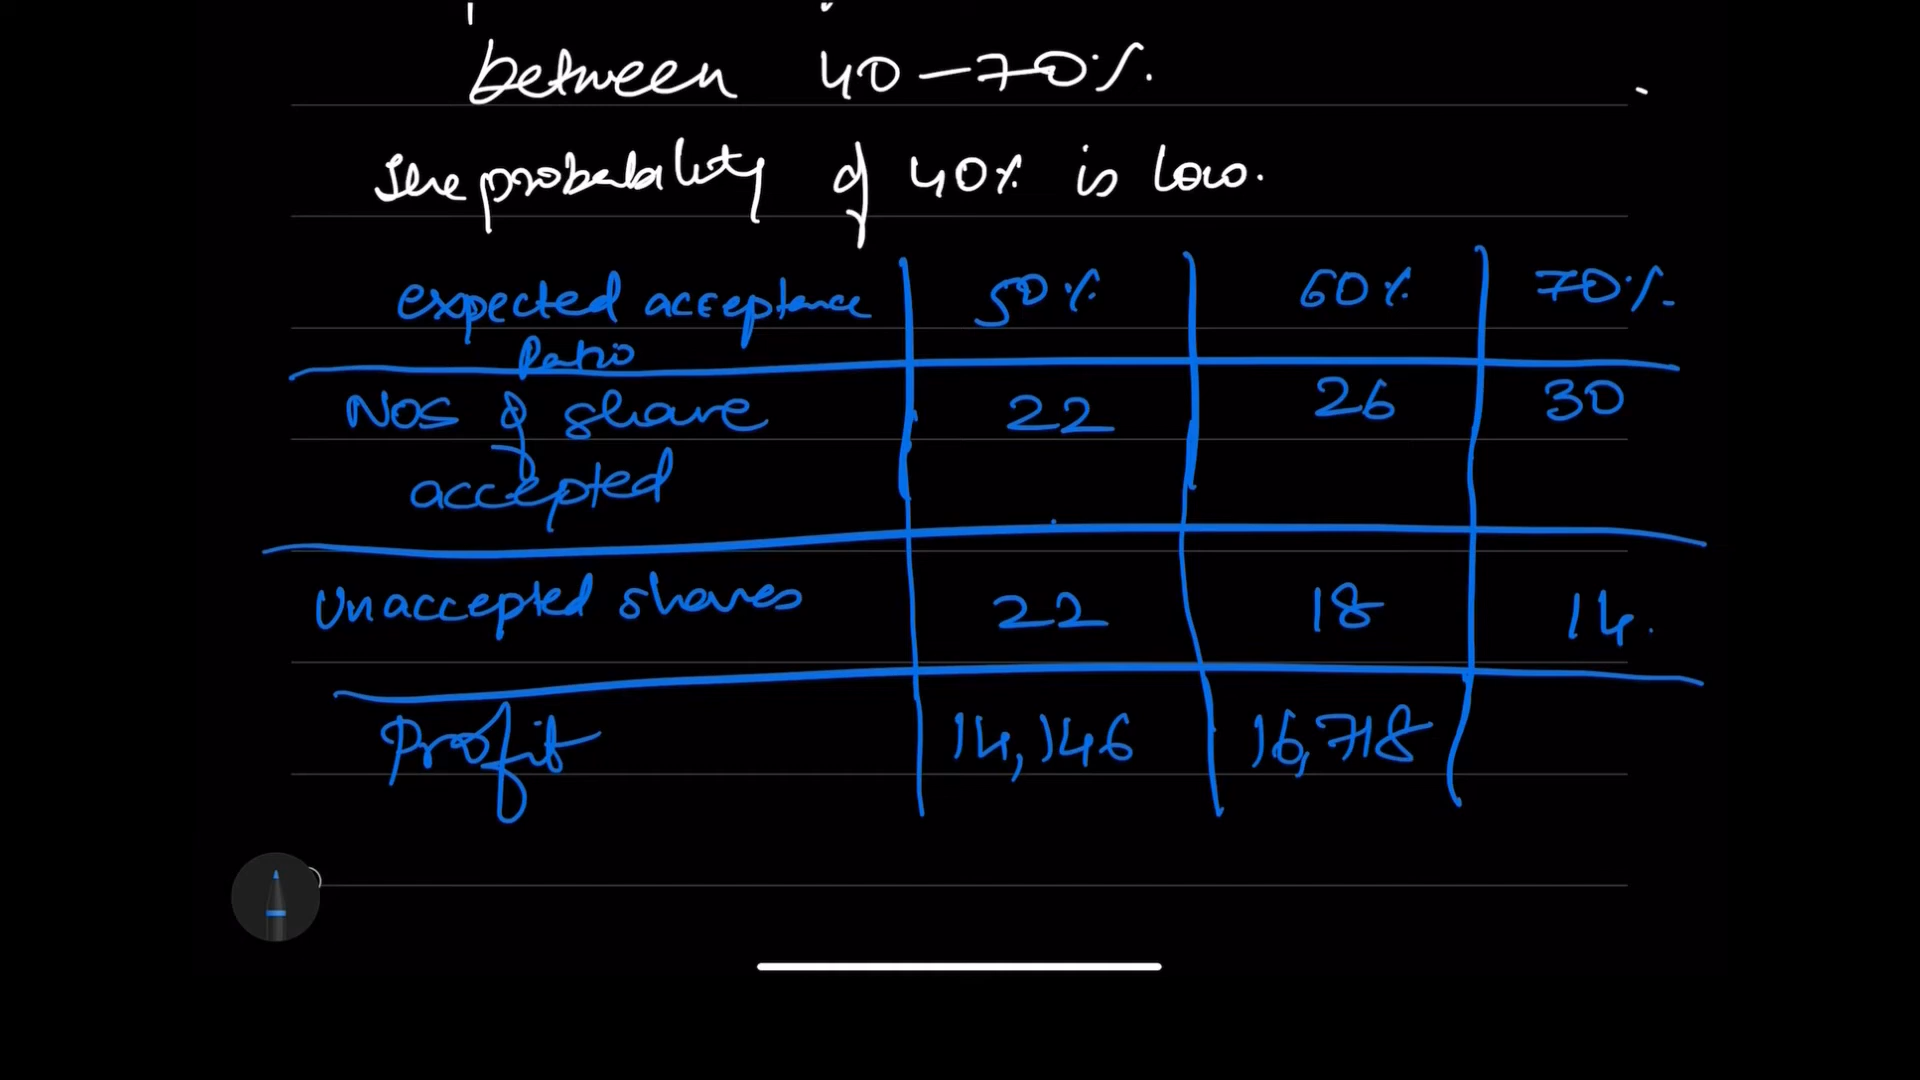 between 40-70%.
The probability of 40% is low.
expected acceptance Ratio 50% 60% 70%.
Nos of share accepted 22 26 30
Unaccepted shares 22 18 14.
Profit 14,146 16,718